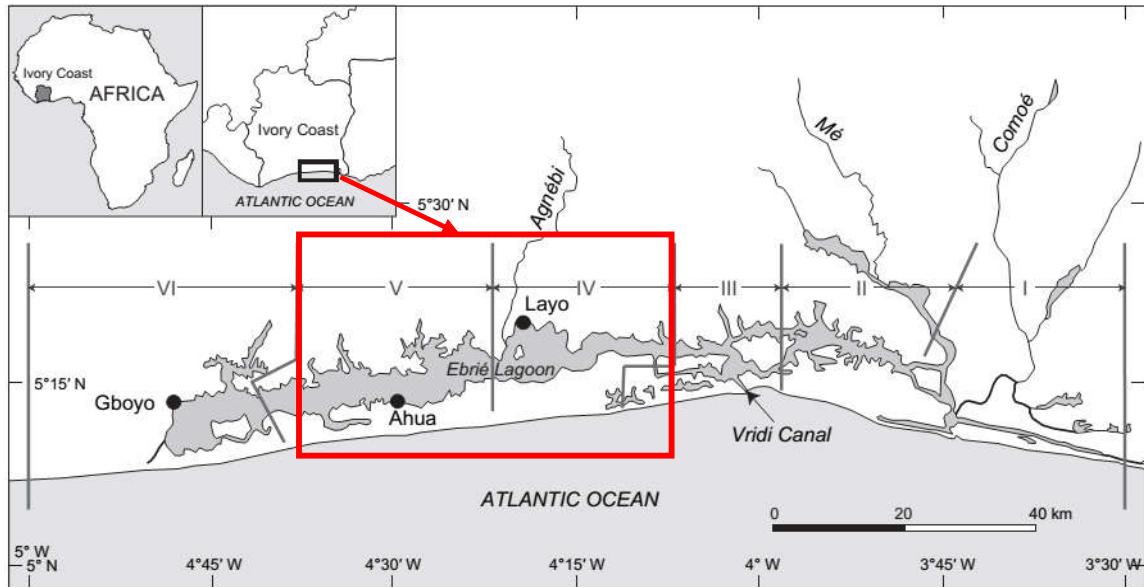 Ivory Coast
AFRICA
Ivory Coast
ATLANTIC OCEAN
5°30′ N
Agnébi
Mé
Comoé
VI
V
IV
III
II
I
Layo
Ebrié Lagoon
5°15′ N
Gboyo
Ahua
Vridi Canal
ATLANTIC OCEAN
0 20 40 km
5° W
5° N
4°45′ W
4°30′ W
4°15′ W
4° W
3°45′ W
3°30′ W